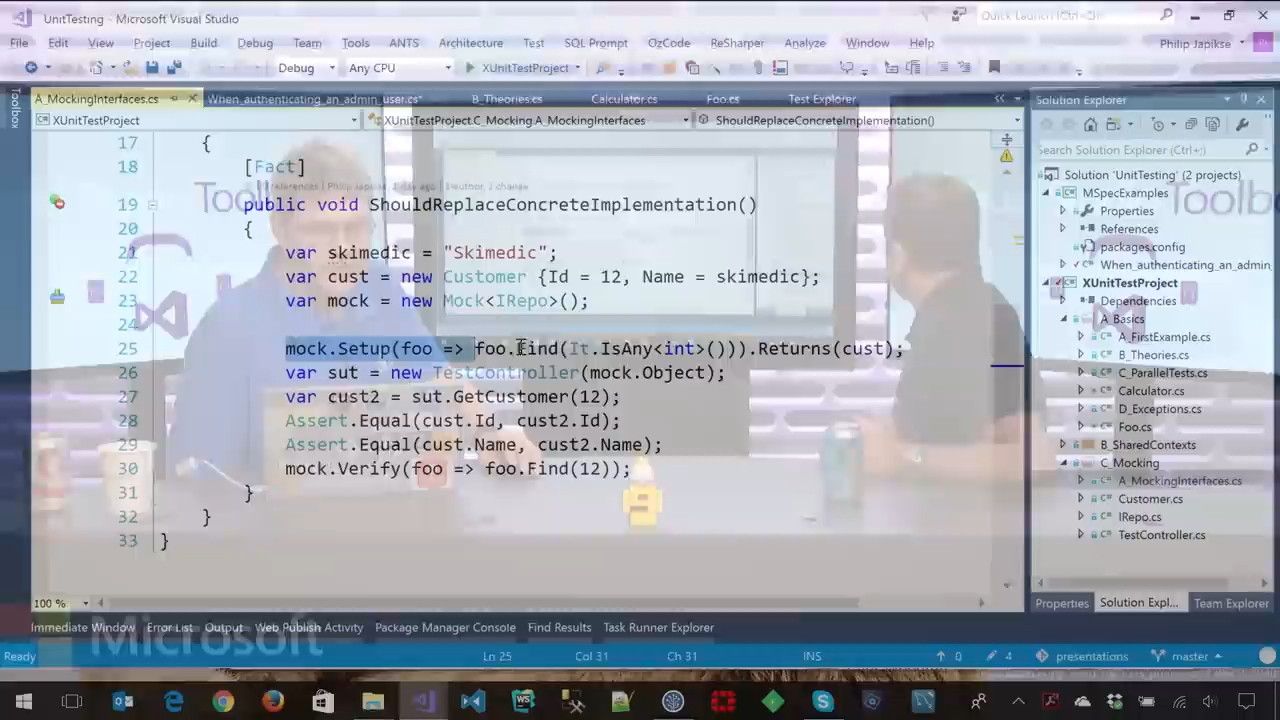 UnitTesting - Microsoft Visual Studio
Quick Launch (Ctrl+;)
File Edit View Project Build Debug Team Tools ANTS Architecture Test SQL Prompt OzCode ReSharper Analyze Window Help
Philip Japikse
Debug Any CPU XUnitTestProject
A_MockingInterfaces.cs When_authenticating_an_admin_user.cs* B_Theories.cs Calculator.cs Foo.cs Test Explorer
XUnitTestProject XUnitTestProject.C_Mocking.A_MockingInterfaces ShouldReplaceConcreteImplementation()
17 {
18 [Fact]
19 public void ShouldReplaceConcreteImplementation()
20 {
21 var skimedic = "Skimedic";
22 var cust = new Customer {Id = 12, Name = skimedic};
23 var mock = new Mock<IRepo>();
24
25 mock.Setup(foo => foo.Find(It.IsAny<int>())).Returns(cust);
26 var sut = new TestController(mock.Object);
27 var cust2 = sut.GetCustomer(12);
28 Assert.Equal(cust.Id, cust2.Id);
29 Assert.Equal(cust.Name, cust2.Name);
30 mock.Verify(foo => foo.Find(12));
31 }
32 }
33 }
100 %
Toolbox
Solution Explorer
Search Solution Explorer (Ctrl+;)
Solution 'UnitTesting' (2 projects)
MSpecExamples
Properties
References
packages.config
When_authenticating_an_admin_
XUnitTestProject
Dependencies
A_Basics
A_FirstExample.cs
B_Theories.cs
C_ParallelTests.cs
Calculator.cs
D_Exceptions.cs
Foo.cs
B_SharedContexts
C_Mocking
A_MockingInterfaces.cs
Customer.cs
IRepo.cs
TestController.cs
Properties Solution Expl... Team Explorer
Immediate Window Error List Output Web Publish Activity Package Manager Console Find Results Task Runner Explorer
Microsoft
Ready Ln 25 Col 31 Ch 31 INS 0 4 presentations master